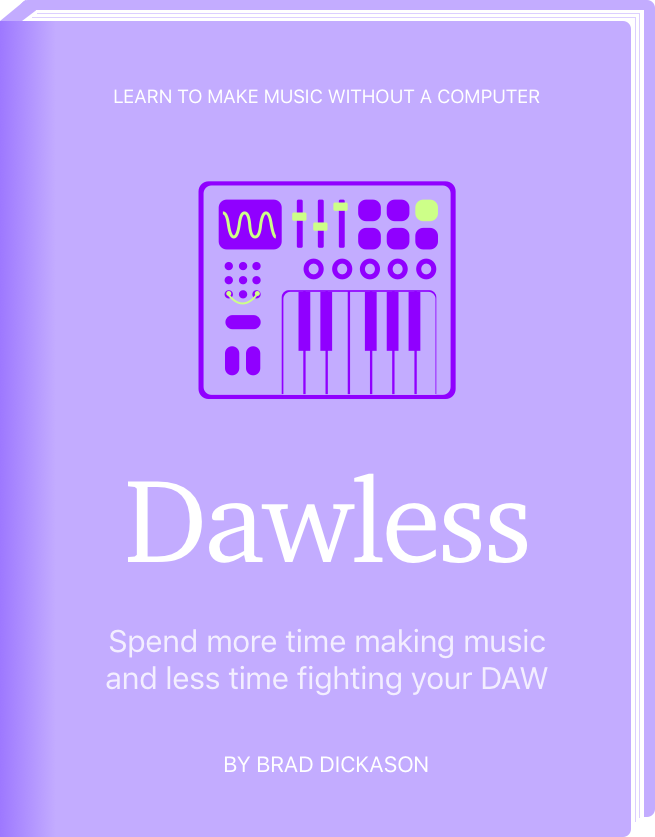 LEARN TO MAKE MUSIC WITHOUT A COMPUTER
Dawless
Spend more time making music
and less time fighting your DAW
BY BRAD DICKASON